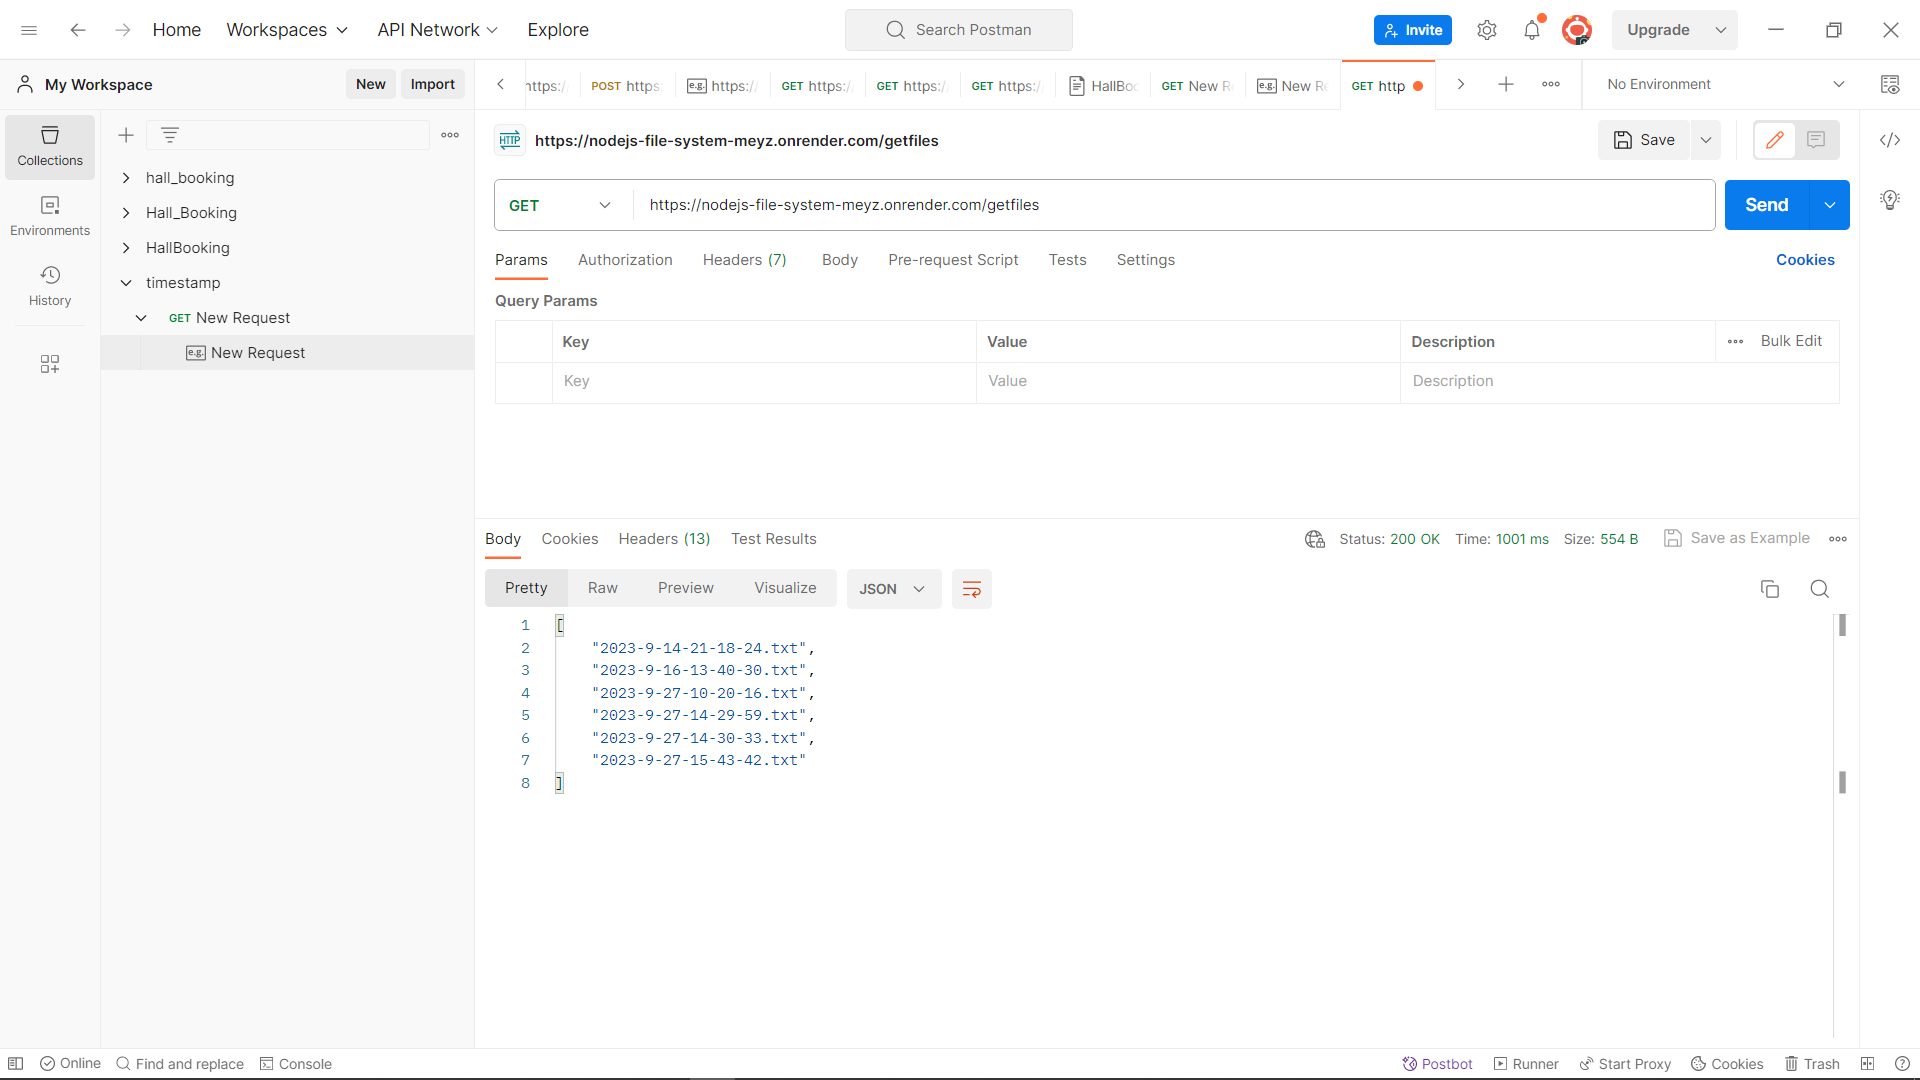 Home Workspaces API Network Explore Search Postman Invite Upgrade
My Workspace New Import
https:/ POST https: e.g. https:/ GET https:/ GET https:/ GET https:/ HallBo GET New R e.g. New Re GET http No Environment
Collections
Environments
History
hall_booking
Hall_Booking
HallBooking
timestamp
GET New Request
e.g. New Request
HTTP https://nodejs-file-system-meyz.onrender.com/getfiles Save
GET https://nodejs-file-system-meyz.onrender.com/getfiles Send
Params Authorization Headers (7) Body Pre-request Script Tests Settings Cookies
Query Params
Key Value Description Bulk Edit
Key Value Description
Body Cookies Headers (13) Test Results Status: 200 OK Time: 1001 ms Size: 554 B Save as Example
Pretty Raw Preview Visualize JSON
1 [
2 "2023-9-14-21-18-24.txt",
3 "2023-9-16-13-40-30.txt",
4 "2023-9-27-10-20-16.txt",
5 "2023-9-27-14-29-59.txt",
6 "2023-9-27-14-30-33.txt",
7 "2023-9-27-15-43-42.txt"
8 ]
Online Find and replace Console Postbot Runner Start Proxy Cookies Trash